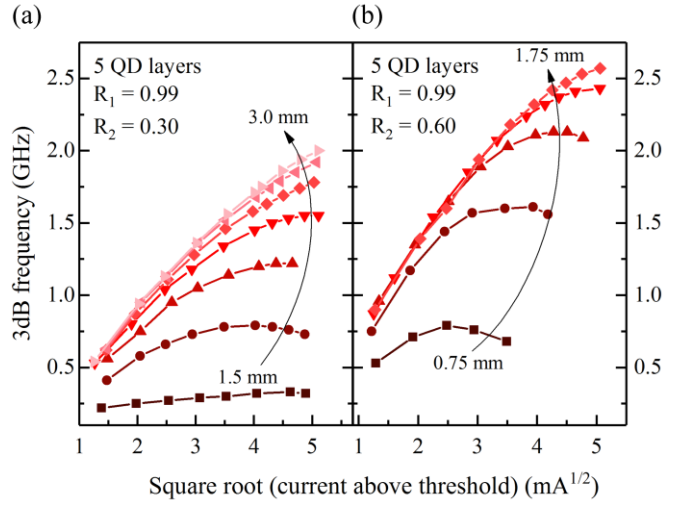 (a)
(b)
5 QD layers
R1 = 0.99
R2 = 0.30
3.0 mm
1.5 mm
5 QD layers
R1 = 0.99
R2 = 0.60
1.75 mm
0.75 mm
2.5
2.0
1.5
1.0
0.5
2.5
2.0
1.5
1.0
0.5
3dB frequency (GHz)
1 2 3 4 5 1 2 3 4 5
Square root (current above threshold) (mA^1/2)